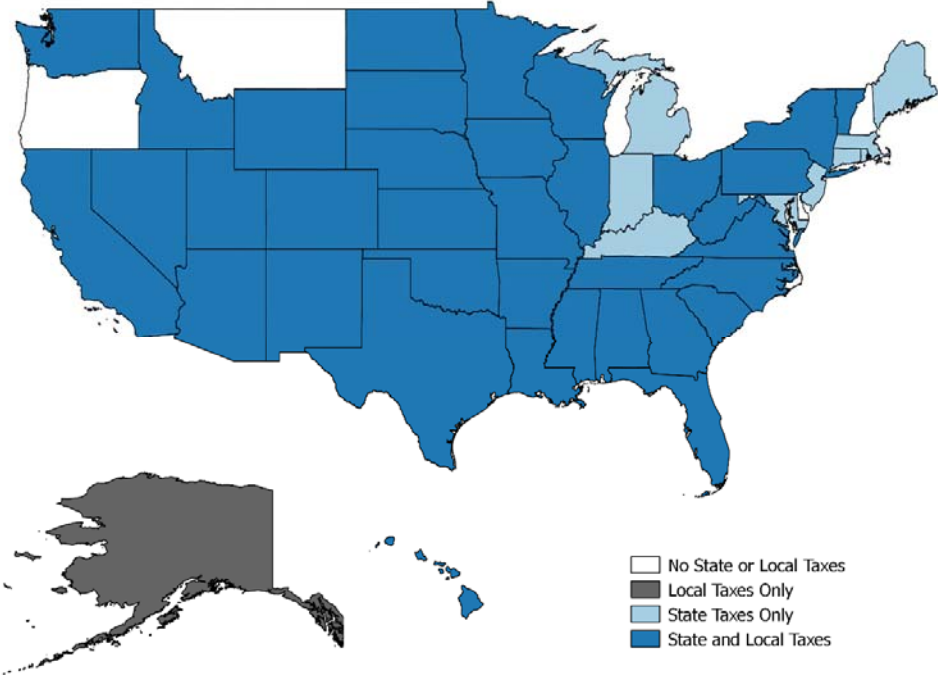 No State or Local Taxes
Local Taxes Only
State Taxes Only
State and Local Taxes